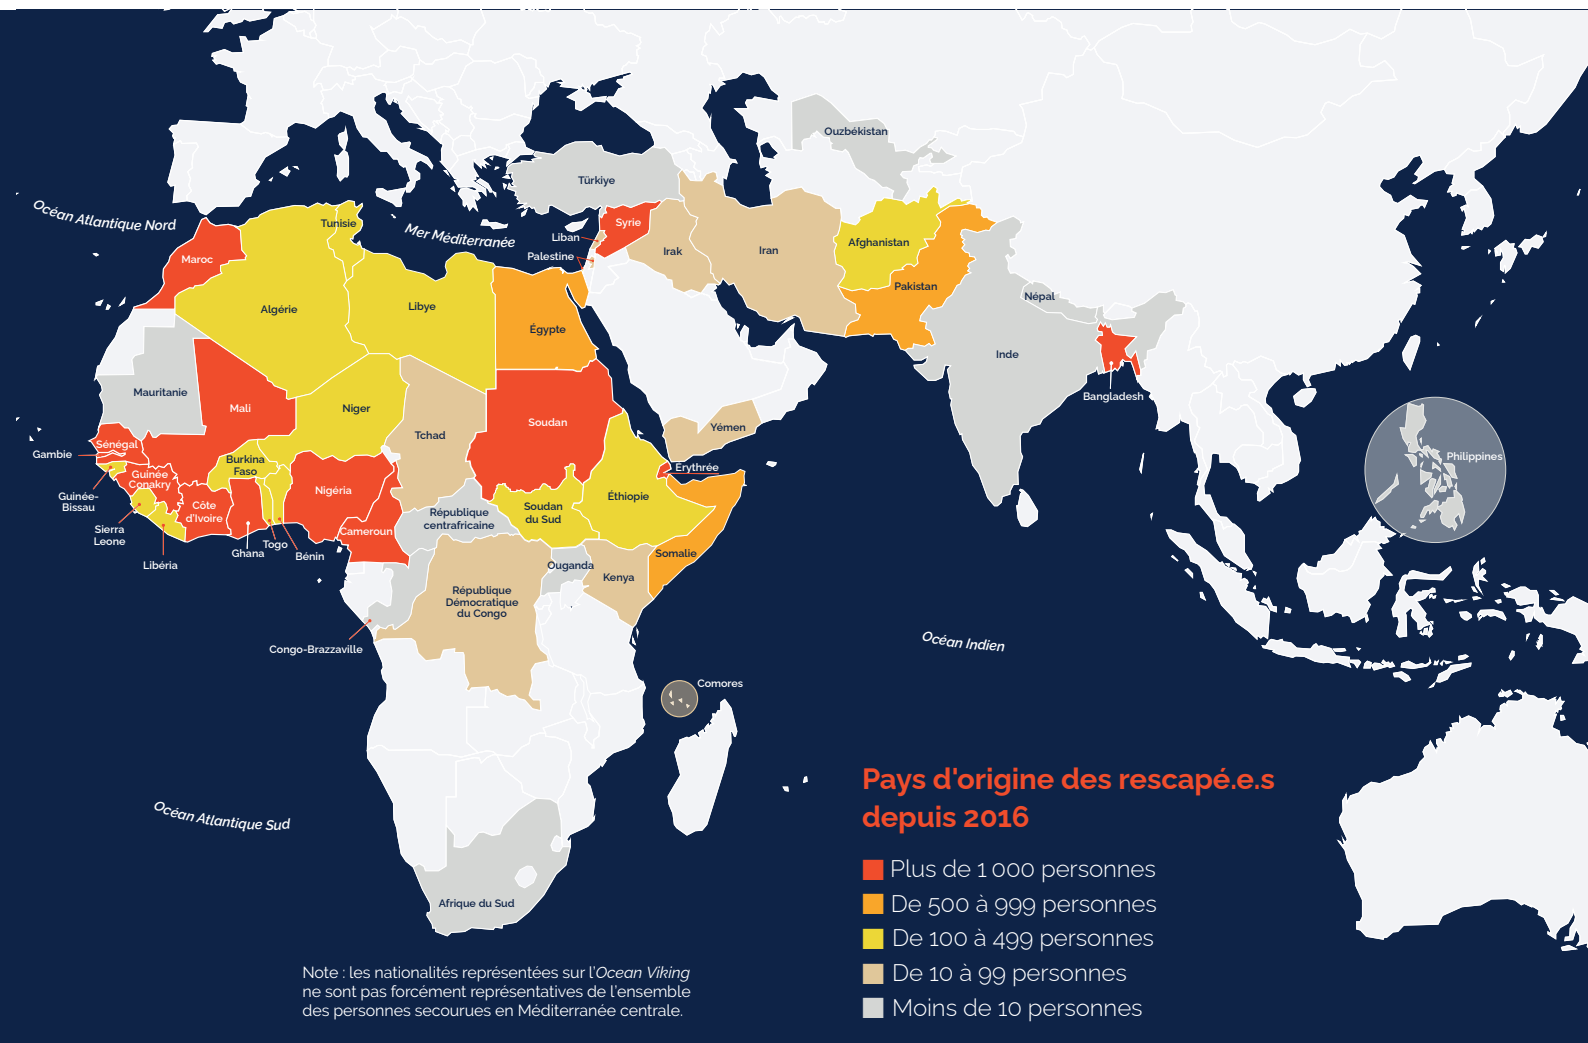 Ouzbékistan
Türkiye
Océan Atlantique Nord
Tunisie
Mer Méditerranée
Syrie
Liban
Palestine
Irak
Iran
Afghanistan
Maroc
Pakistan
Népal
Algérie
Libye
Égypte
Inde
Mauritanie
Mali
Niger
Tchad
Soudan
Yémen
Bangladesh
Sénégal
Gambie
Burkina
Faso
Érythrée
Philippines
Guinée
Conakry
Guinée-
Bissau
Nigéria
Éthiopie
Côte
d'Ivoire
Soudan
du Sud
République
centrafricaine
Sierra
Leone
Cameroun
Libéria
Ghana
Togo
Bénin
Somalie
Ouganda
Kenya
République
Démocratique
du Congo
Congo-Brazzaville
Océan Indien
Comores
Océan Atlantique Sud
Afrique du Sud
Pays d'origine des rescapé.e.s
depuis 2016
Plus de 1 000 personnes
De 500 à 999 personnes
De 100 à 499 personnes
De 10 à 99 personnes
Moins de 10 personnes
Note : les nationalités représentées sur l'Ocean Viking
ne sont pas forcément représentatives de l'ensemble
des personnes secourues en Méditerranée centrale.